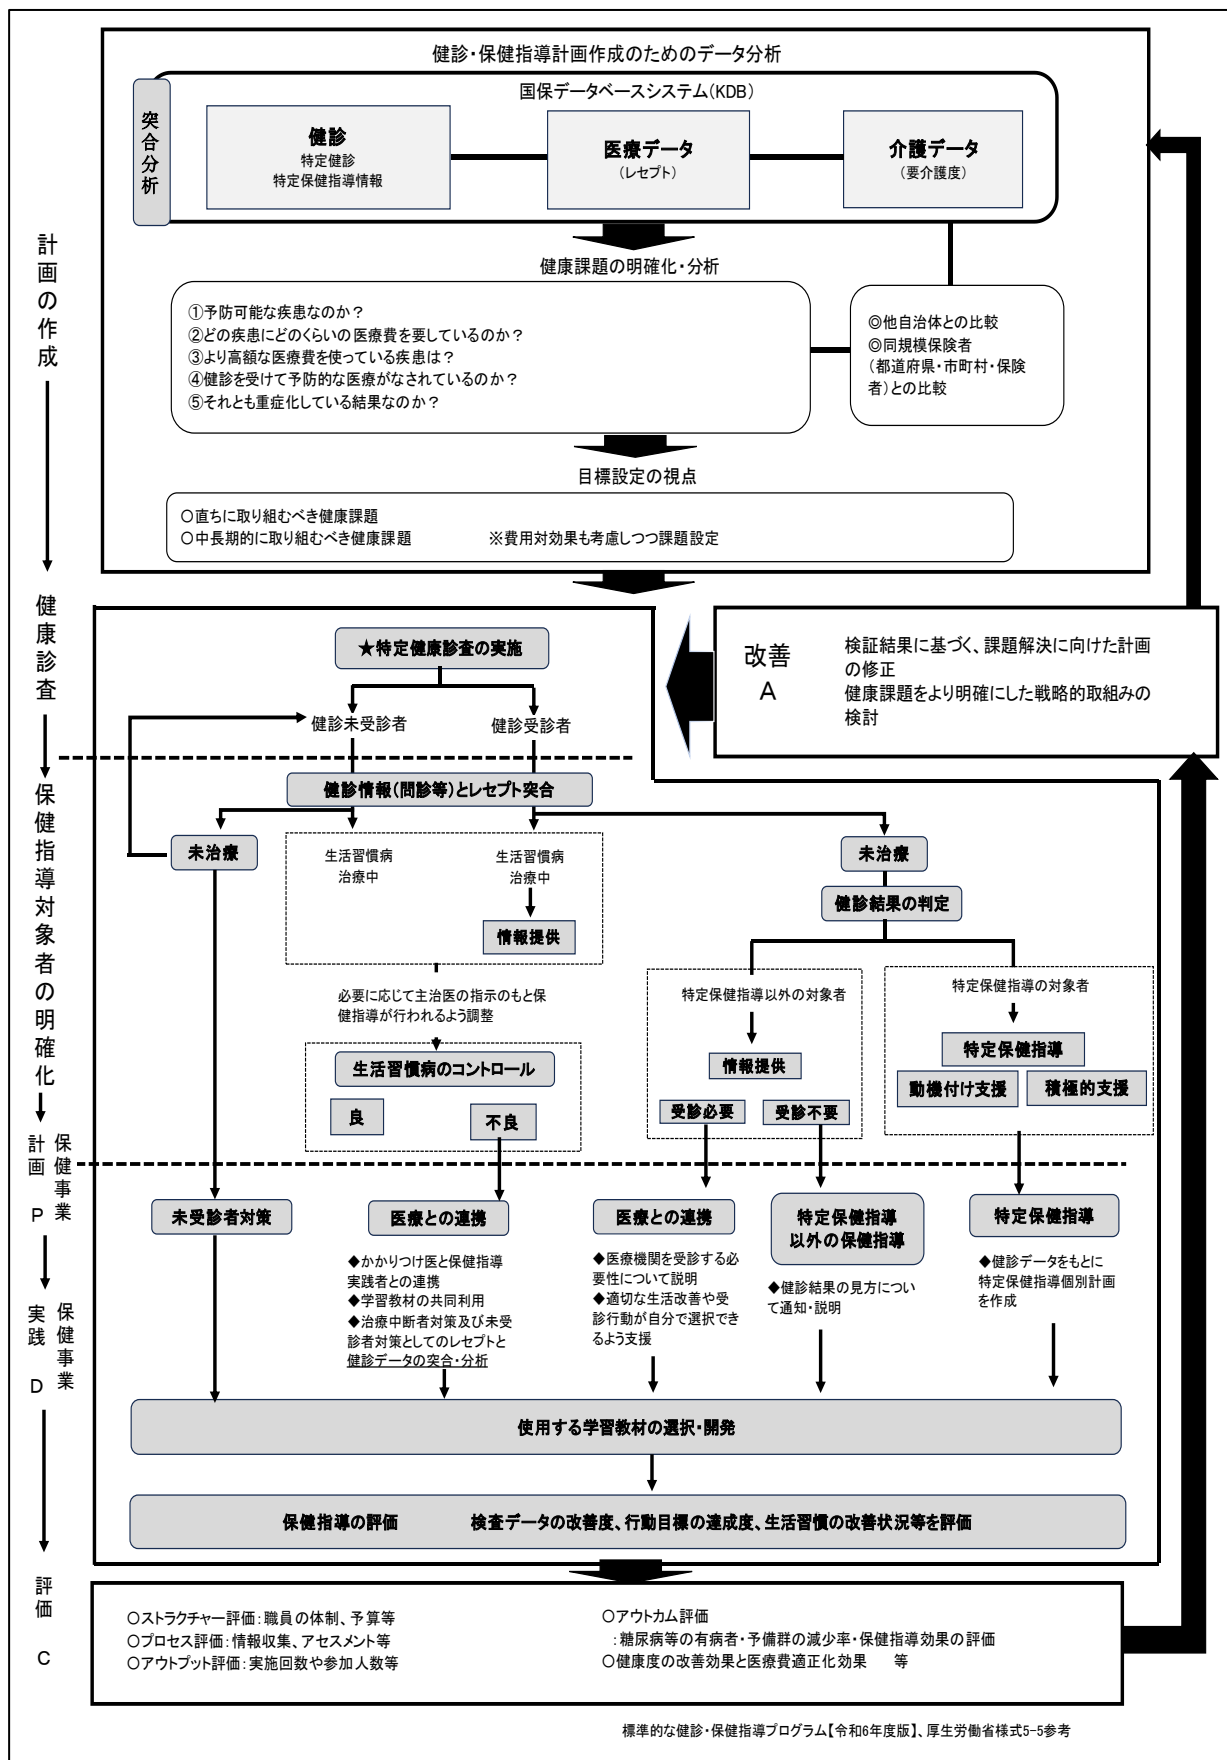 健診・保健指導計画作成のためのデータ分析
国保データベースシステム(KDB)
突合分析
健診
特定健診
特定保健指導情報
医療データ
(レセプト)
介護データ
(要介護度)
計画の作成
健康課題の明確化・分析
①予防可能な疾患なのか?
②どの疾患にどのくらいの医療費を要しているのか?
③より高額な医療費を使っている疾患は?
④健診を受けて予防的な医療がなされているのか?
⑤それとも重症化している結果なのか?
◎他自治体との比較
◎同規模保険者
(都道府県・市町村・保険
者)との比較
目標設定の視点
○直ちに取り組むべき健康課題
○中長期的に取り組むべき健康課題 ※費用対効果も考慮しつつ課題設定
健康診査
★特定健康診査の実施
健診未受診者
健診受診者
改善
A
検証結果に基づく、課題解決に向けた計画
の修正
健康課題をより明確にした戦略的取組みの
検討
保健指導対象者の明確化
健診情報(問診等)とレセプト突合
未治療
生活習慣病
治療中
生活習慣病
治療中
情報提供
未治療
健診結果の判定
必要に応じて主治医の指示のもと保
健指導が行われるよう調整
特定保健指導以外の対象者
情報提供
受診必要
受診不要
特定保健指導の対象者
特定保健指導
動機付け支援
積極的支援
生活習慣病のコントロール
良
不良
保健事業
計画 P
未受診者対策
医療との連携
◆かかりつけ医と保健指導
実践者との連携
◆学習教材の共同利用
◆治療中断者対策及び未受
診者対策としてのレセプトと
健診データの突合・分析
医療との連携
◆医療機関を受診する必
要性について説明
◆適切な生活改善や受
診行動が自分で選択でき
るよう支援
特定保健指導
以外の保健指導
◆健診結果の見方につい
て通知・説明
特定保健指導
◆健診データをもとに
特定保健指導個別計画
を作成
保健事業
実践 D
使用する学習教材の選択・開発
保健指導の評価 検査データの改善度、行動目標の達成度、生活習慣の改善状況等を評価
評価 C
○ストラクチャー評価:職員の体制、予算等
○プロセス評価:情報収集、アセスメント等
○アウトプット評価:実施回数や参加人数等
○アウトカム評価
:糖尿病等の有病者・予備群の減少率・保健指導効果の評価
○健康度の改善効果と医療費適正化効果 等
標準的な健診・保健指導プログラム【令和6年度版】、厚生労働省様式5-5参考